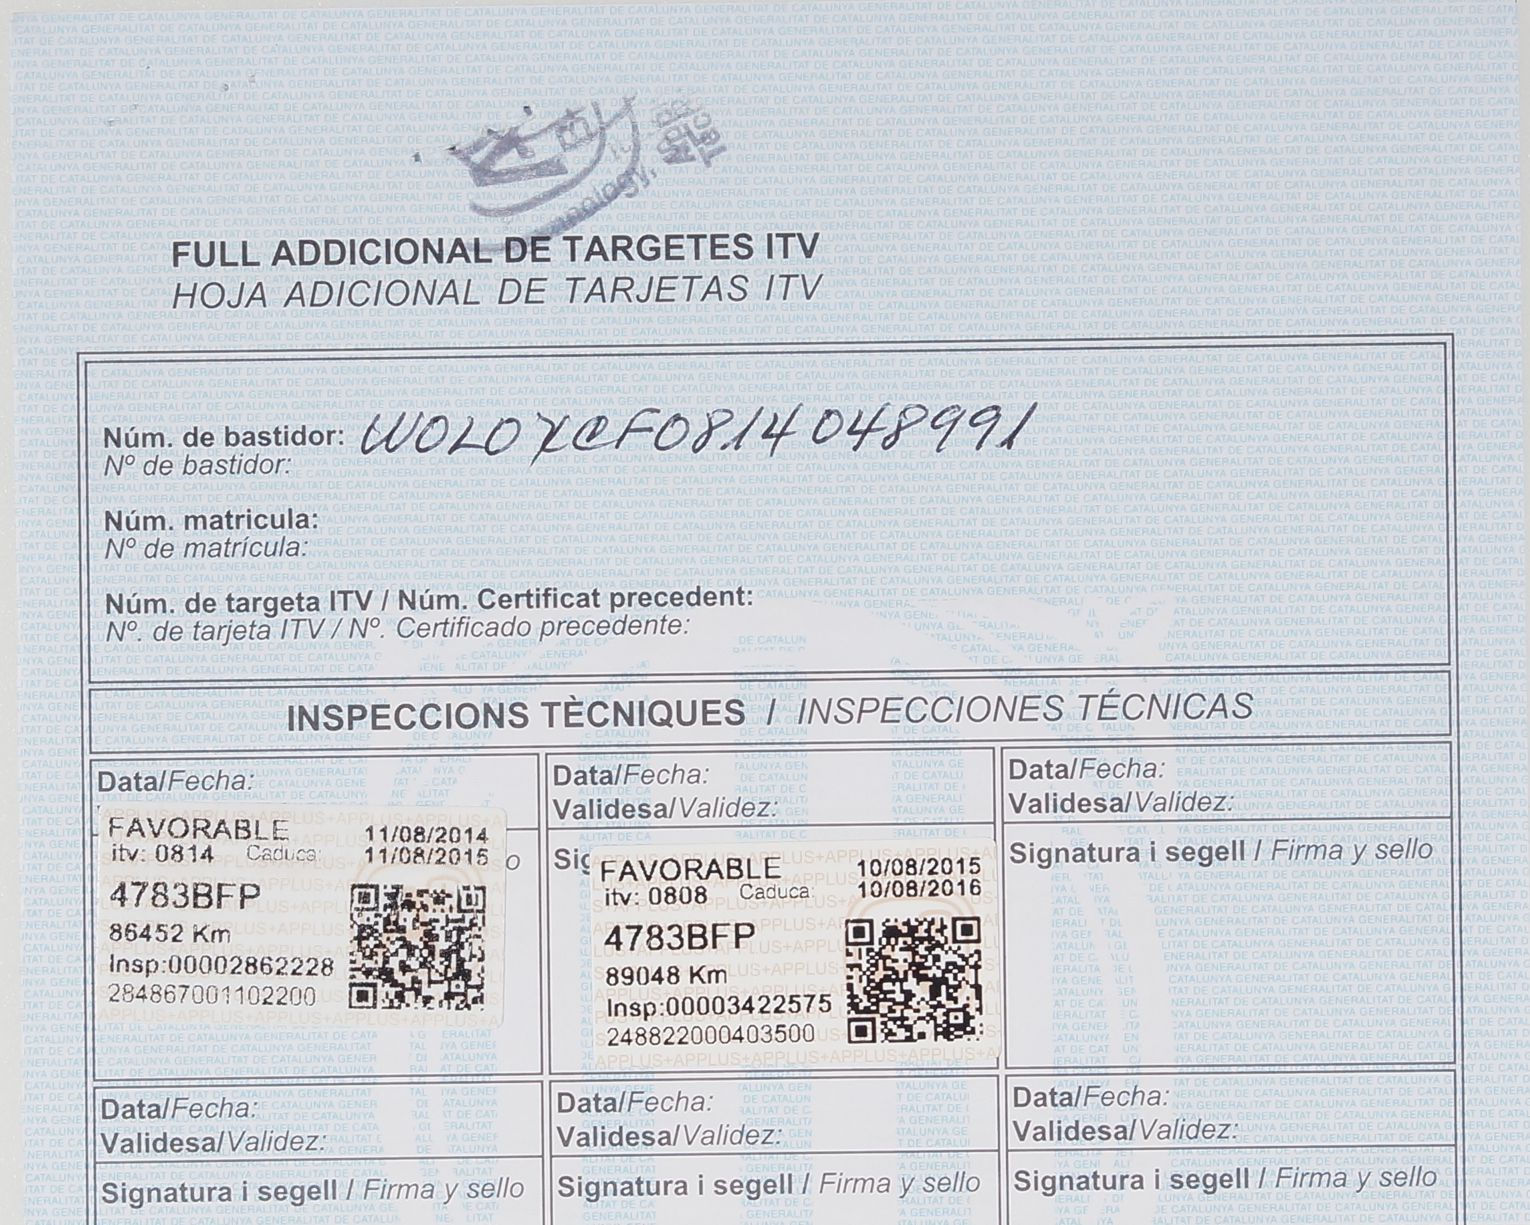 FULL ADDICIONAL DE TARGETES ITV
HOJA ADICIONAL DE TARJETAS ITV
Núm. de bastidor: W0L0XCF0814048991
Nº de bastidor:
Núm. matricula:
Nº de matrícula:
Núm. de targeta ITV / Núm. Certificat precedent:
Nº. de tarjeta ITV / Nº. Certificado precedente:
INSPECCIONS TÈCNIQUES / INSPECCIONES TÉCNICAS
Data/Fecha:
FAVORABLE 11/08/2014
itv: 0814 Caduca: 11/08/2015
4783BFP
86452 Km
Insp:00002862228
284867001102200
Data/Fecha:
Validesa/Validez:
FAVORABLE 10/08/2015
itv: 0808 Caduca: 10/08/2016
4783BFP
89048 Km
Insp:00003422575
248822000403500
Data/Fecha:
Validesa/Validez:
Signatura i segell / Firma y sello
Data/Fecha:
Validesa/Validez:
Signatura i segell / Firma y sello
Data/Fecha:
Validesa/Validez:
Signatura i segell / Firma y sello
Data/Fecha:
Validesa/Validez:
Signatura i segell / Firma y sello